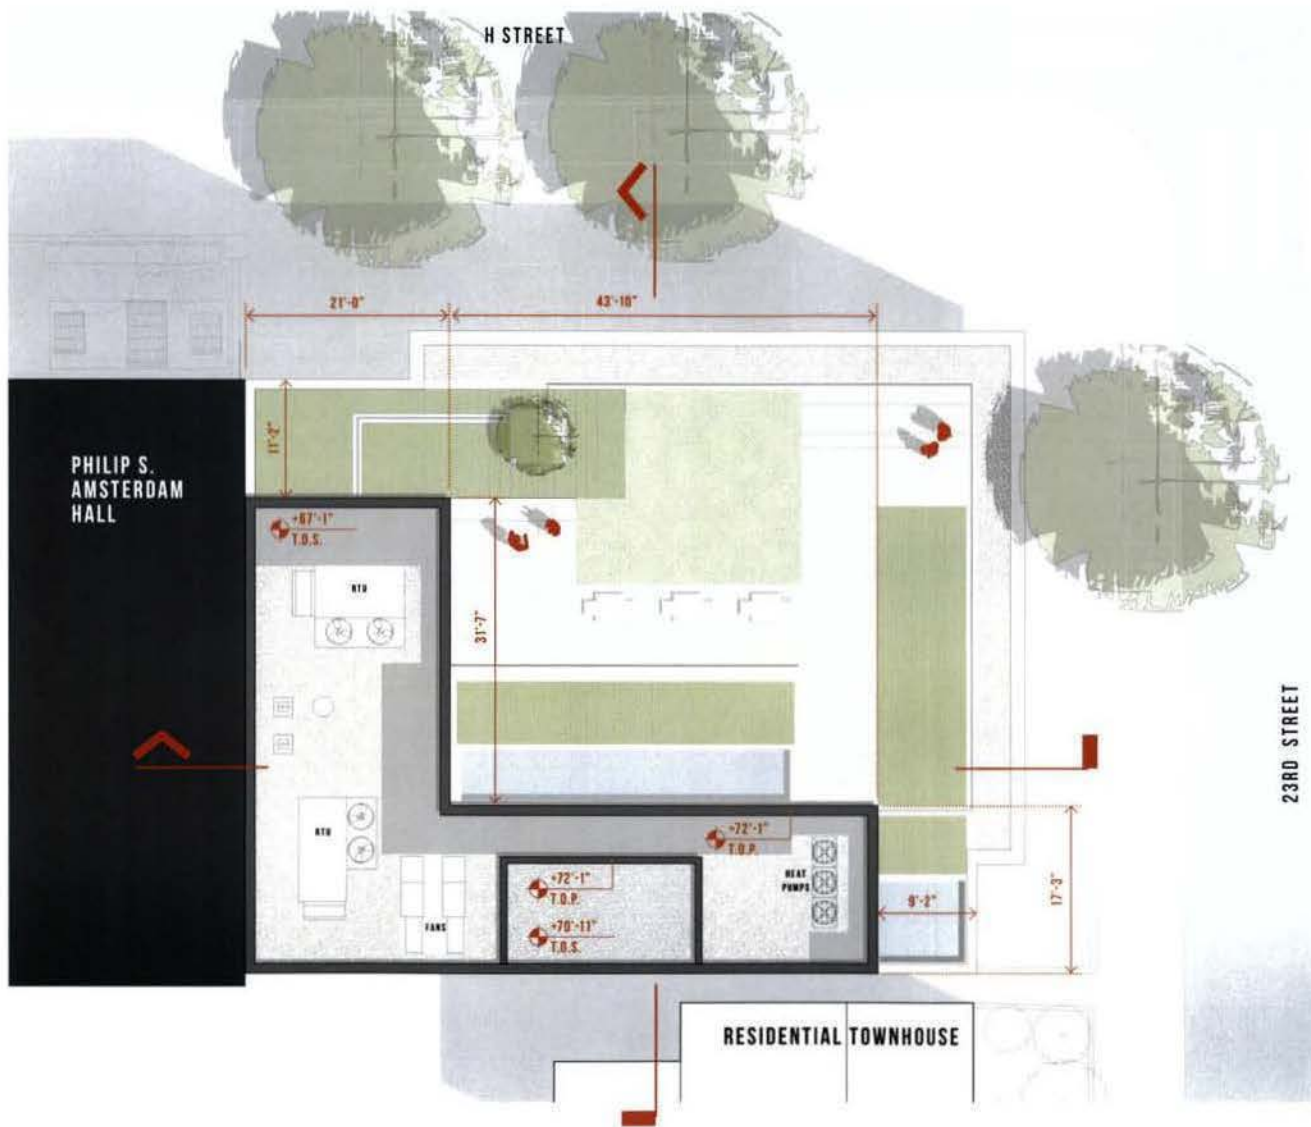 H STREET
21'-0"
43'-10"
11'-2"
PHILIP S.
AMSTERDAM
HALL
+67'-1"
T.O.S.
RTU
31'-7"
23RD STREET
RTU
+72'-1"
T.O.P.
HEAT
PUMPS
+72'-1"
T.O.P.
9'-2"
17'-3"
FANS
+70'-11"
T.O.S.
RESIDENTIAL TOWNHOUSE